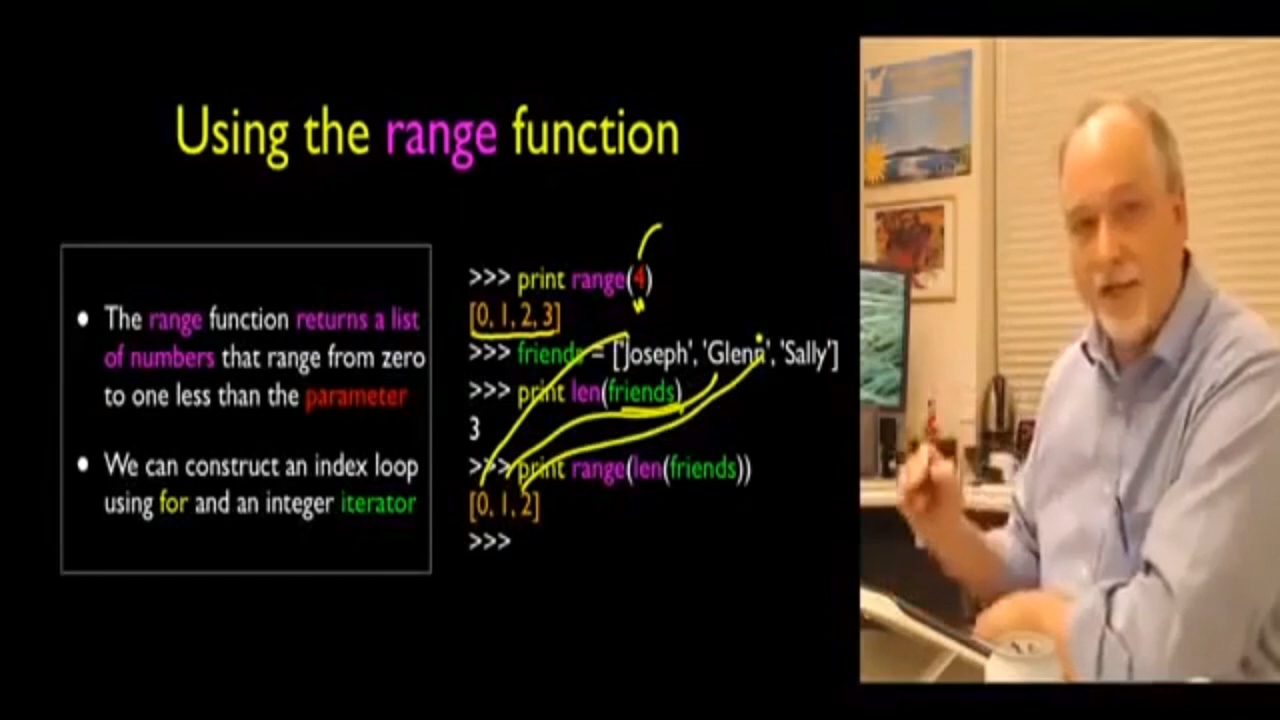 Using the range function
• The range function returns a list
of numbers that range from zero
to one less than the parameter
• We can construct an index loop
using for and an integer iterator
>>> print range(4)
[0, 1, 2, 3]
>>> friends = ['Joseph', 'Glenn', 'Sally']
>>> print len(friends)
3
>>> print range(len(friends))
[0, 1, 2]
>>>